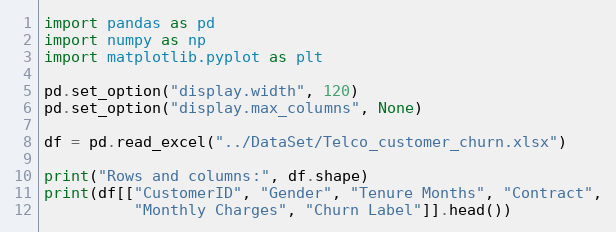 1 import pandas as pd
2 import numpy as np
3 import matplotlib.pyplot as plt
4
5 pd.set_option("display.width", 120)
6 pd.set_option("display.max_columns", None)
7
8 df = pd.read_excel("../DataSet/Telco_customer_churn.xlsx")
9
10 print("Rows and columns:", df.shape)
11 print(df[["CustomerID", "Gender", "Tenure Months", "Contract",
12           "Monthly Charges", "Churn Label"]].head())